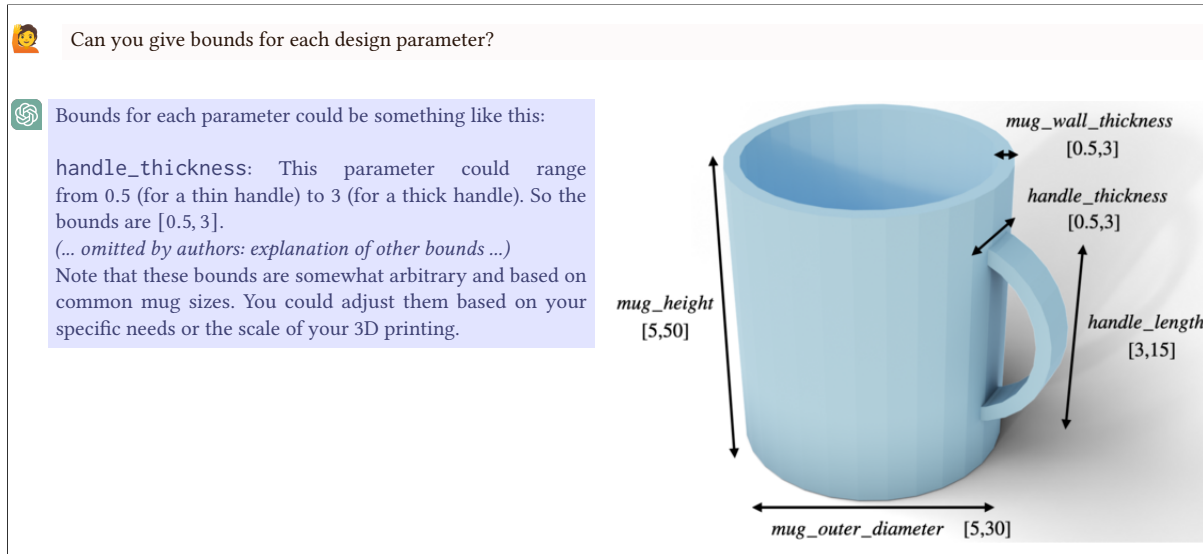 Can you give bounds for each design parameter?
Bounds for each parameter could be something like this:
handle_thickness: This parameter could range
from 0.5 (for a thin handle) to 3 (for a thick handle). So the
bounds are [0.5, 3].
(... omitted by authors: explanation of other bounds ...)
Note that these bounds are somewhat arbitrary and based on
common mug sizes. You could adjust them based on your
specific needs or the scale of your 3D printing.
mug_wall_thickness
[0.5,3]
handle_thickness
[0.5,3]
mug_height
[5,50]
handle_length
[3,15]
mug_outer_diameter [5,30]